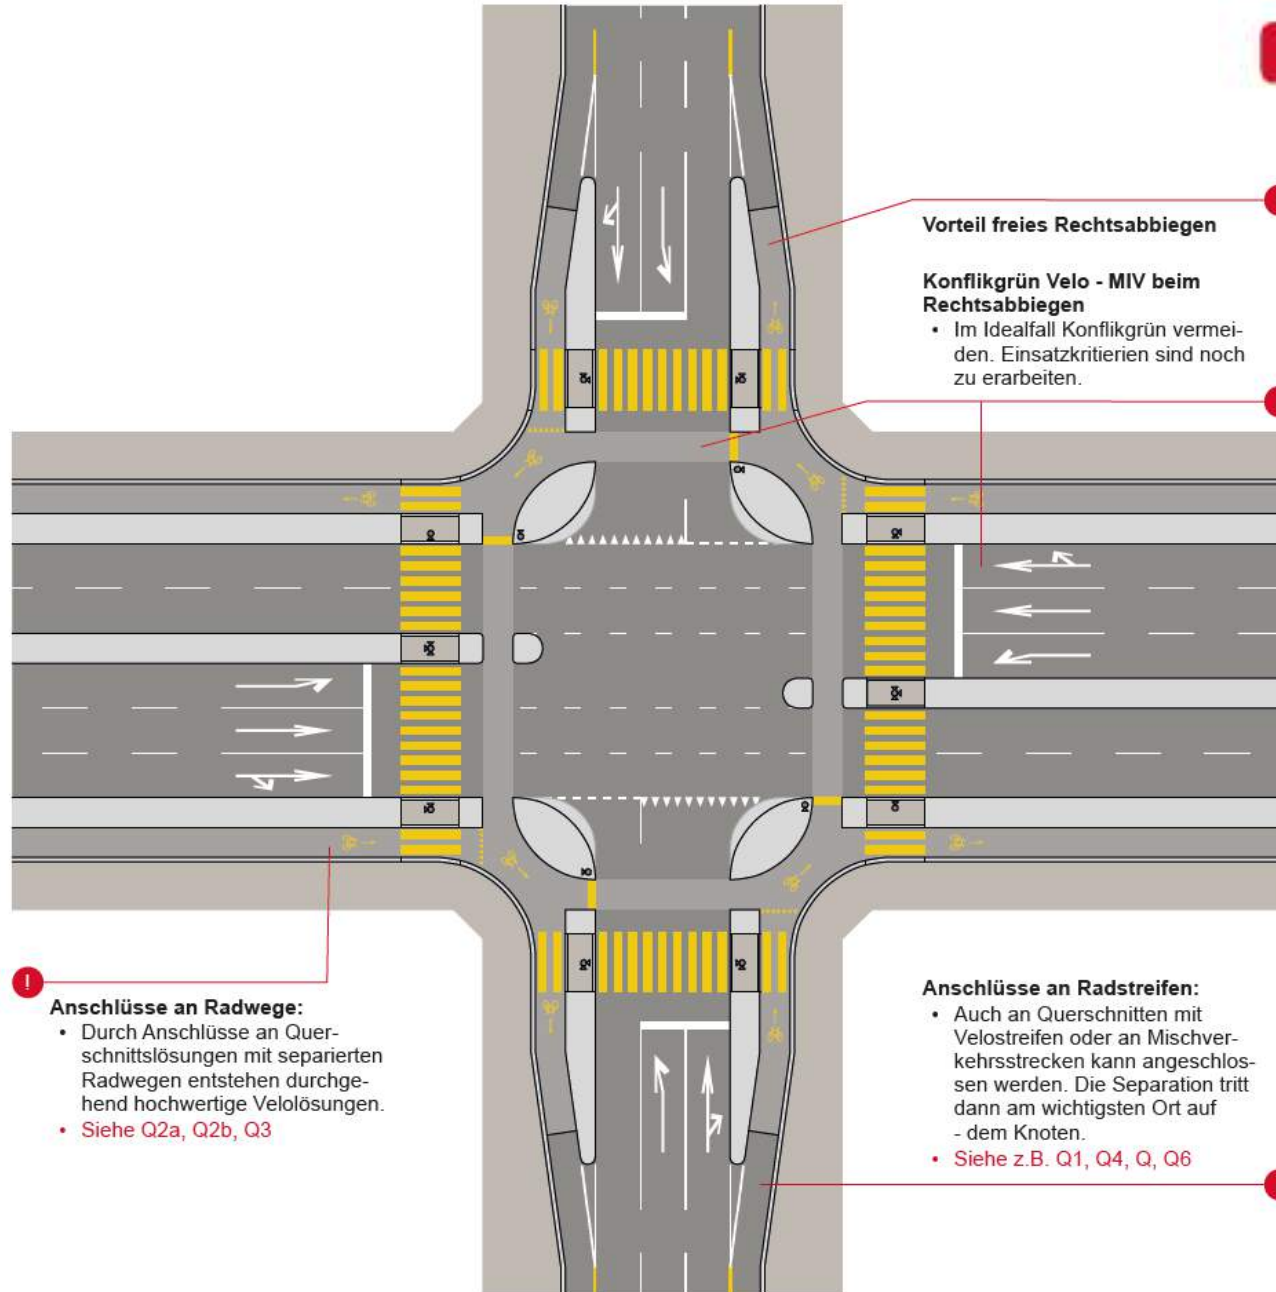 Vorteil freies Rechtsabbiegen
Konflikgrün Velo - MIV beim
Rechtsabbiegen
• Im Idealfall Konflikgrün vermei-
den. Einsatzkritierien sind noch
zu erarbeiten.
!
Anschlüsse an Radwege:
• Durch Anschlüsse an Quer-
schnittslösungen mit separierten
Radwegen entstehen durchge-
hend hochwertige Velolösungen.
• Siehe Q2a, Q2b, Q3
Anschlüsse an Radstreifen:
• Auch an Querschnitten mit
Velostreifen oder an Mischver-
kehrsstrecken kann angeschlos-
sen werden. Die Separation tritt
dann am wichtigsten Ort auf
- dem Knoten.
• Siehe z.B. Q1, Q4, Q, Q6